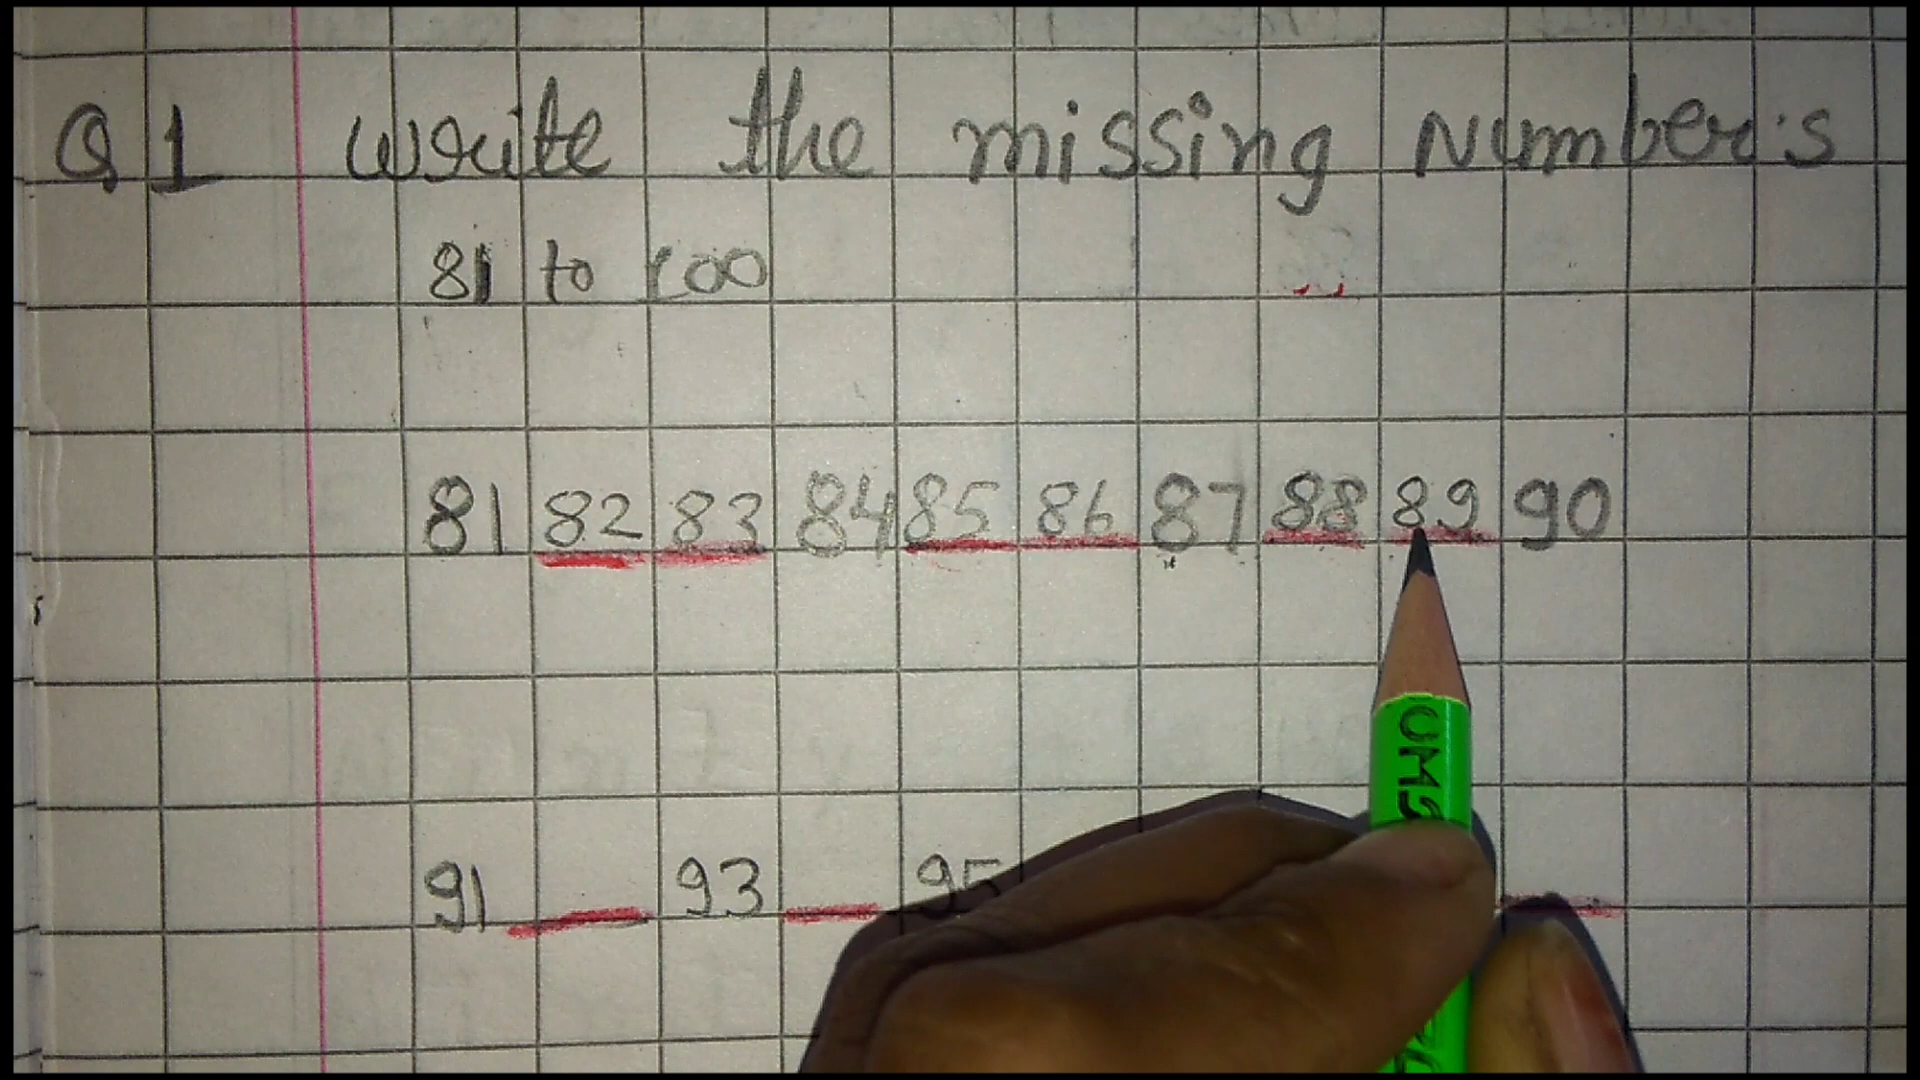 Q 1 write the missing Number's
81 to 100
81 82 83 84 85 86 87 88 89 90
91 93 95